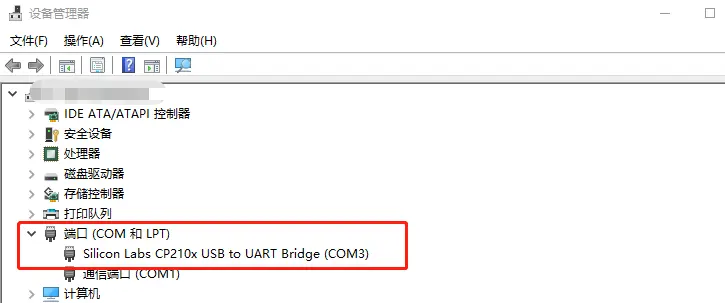 设备管理器
文件(F) 操作(A) 查看(V) 帮助(H)
IDE ATA/ATAPI 控制器
安全设备
处理器
磁盘驱动器
存储控制器
打印队列
端口 (COM 和 LPT)
Silicon Labs CP210x USB to UART Bridge (COM3)
通信端口 (COM1)
计算机